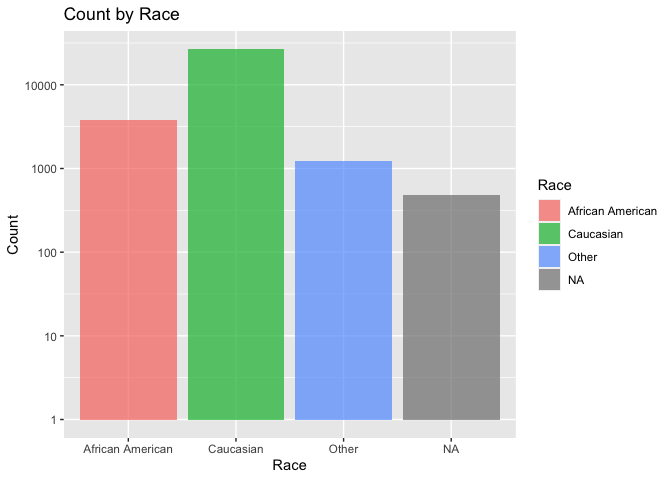 Count by Race
Count
10000
1000
100
10
1
African American
Caucasian
Other
NA
Race
Race
African American
Caucasian
Other
NA